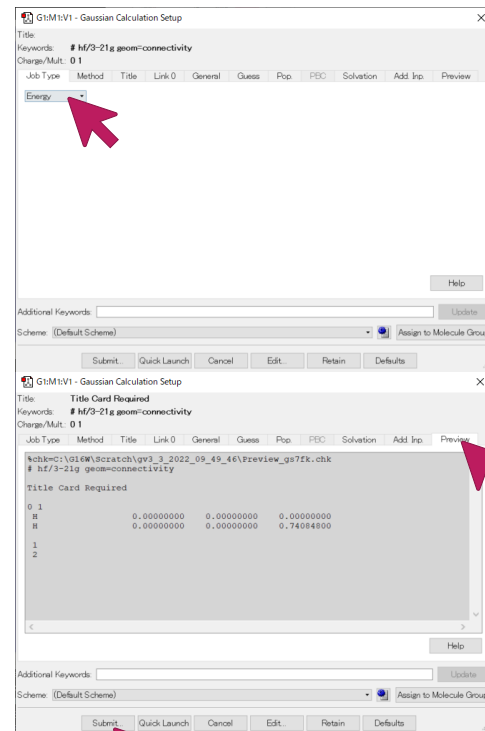 G1:M1:V1 - Gaussian Calculation Setup
Title:
Keywords: # hf/3-21g geom=connectivity
Charge/Mult.: 0 1
Job Type Method Title Link 0 General Guess Pop. PBC Solvation Add. Inp. Preview
Energy
Help
Additional Keywords: Update
Scheme: (Default Scheme) Assign to Molecule Grou
Submit... Quick Launch Cancel Edit... Retain Defaults
G1:M1:V1 - Gaussian Calculation Setup
Title: Title Card Required
Keywords: # hf/3-21g geom=connectivity
Charge/Mult.: 0 1
Job Type Method Title Link 0 General Guess Pop. PBC Solvation Add. Inp. Preview
%chk=C:\G16W\Scratch\gv3_3_2022_09_49_46\Preview_gs7fk.chk
# hf/3-21g geom=connectivity
Title Card Required
0 1
H 0.00000000 0.00000000 0.00000000
H 0.00000000 0.00000000 0.74084800
1
2
Help
Additional Keywords: Update
Scheme: (Default Scheme) Assign to Molecule Grou
Submit... Quick Launch Cancel Edit... Retain Defaults